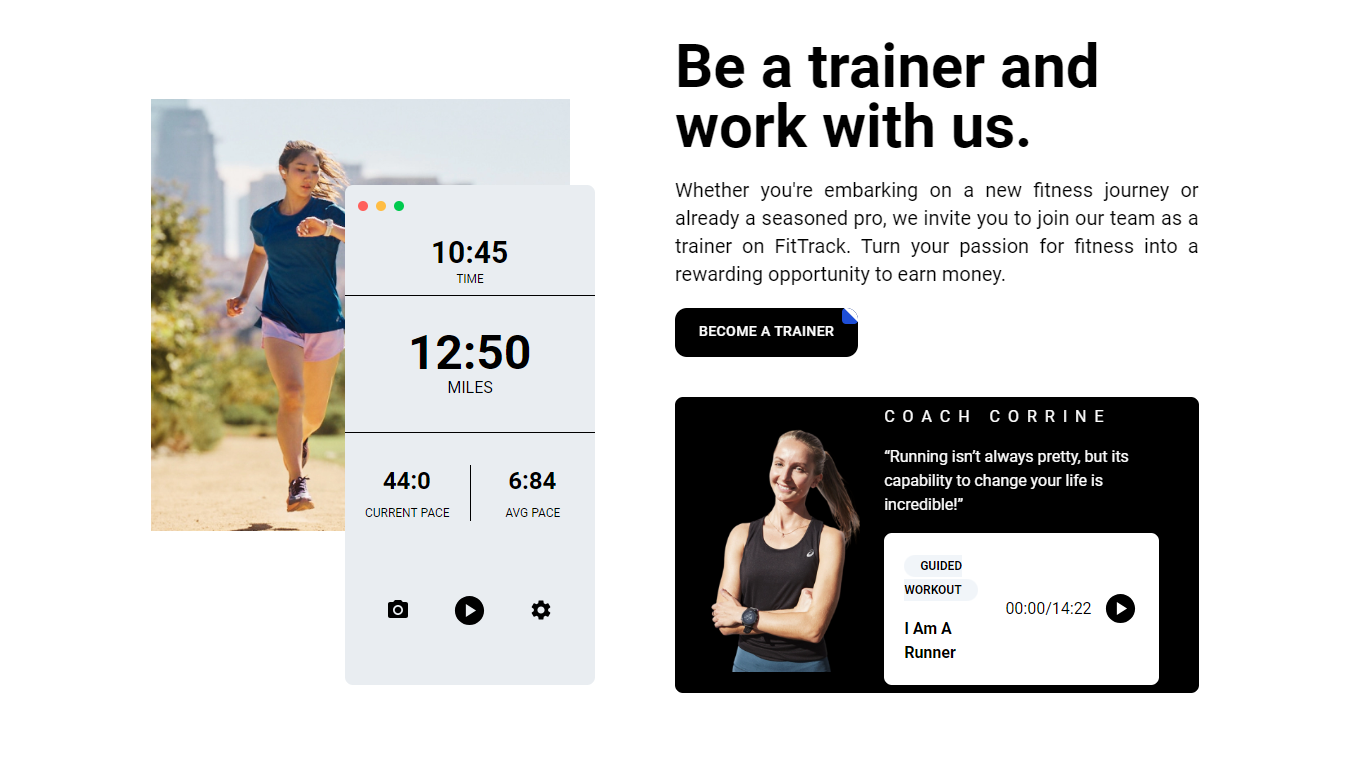 Be a trainer and
work with us.
Whether you're embarking on a new fitness journey or
already a seasoned pro, we invite you to join our team as a
trainer on FitTrack. Turn your passion for fitness into a
rewarding opportunity to earn money.
BECOME A TRAINER
10:45
TIME
12:50
MILES
44:0
CURRENT PACE
6:84
AVG PACE
COACH CORRINE
“Running isn’t always pretty, but its
capability to change your life is
incredible!”
GUIDED
WORKOUT
I Am A
Runner
00:00/14:22